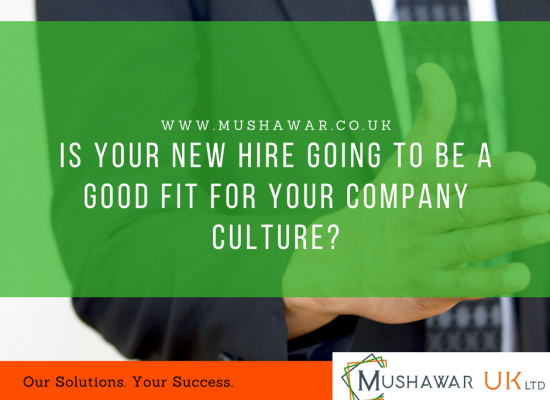 WWW.MUSHAWAR.CO.UK
IS YOUR NEW HIRE GOING TO BE A
GOOD FIT FOR YOUR COMPANY
CULTURE?
Our Solutions. Your Success.
MUSHAWAR UK LTD